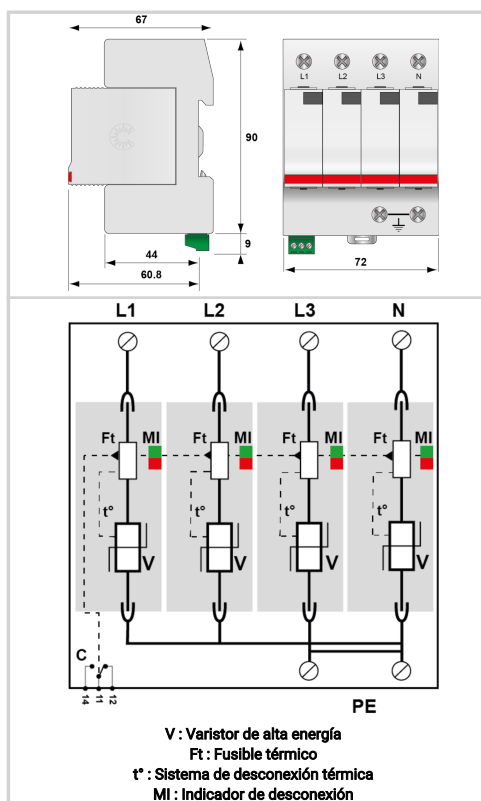 67
L1 L2 L3 N
90
9
44
60.8
72
L1 L2 L3 N
Ft MI Ft MI Ft MI Ft MI
t° t° t° t°
V V V V
C
14 11 12
PE
V : Varistor de alta energía
Ft : Fusible térmico
t° : Sistema de desconexión térmica
MI : Indicador de desconexión